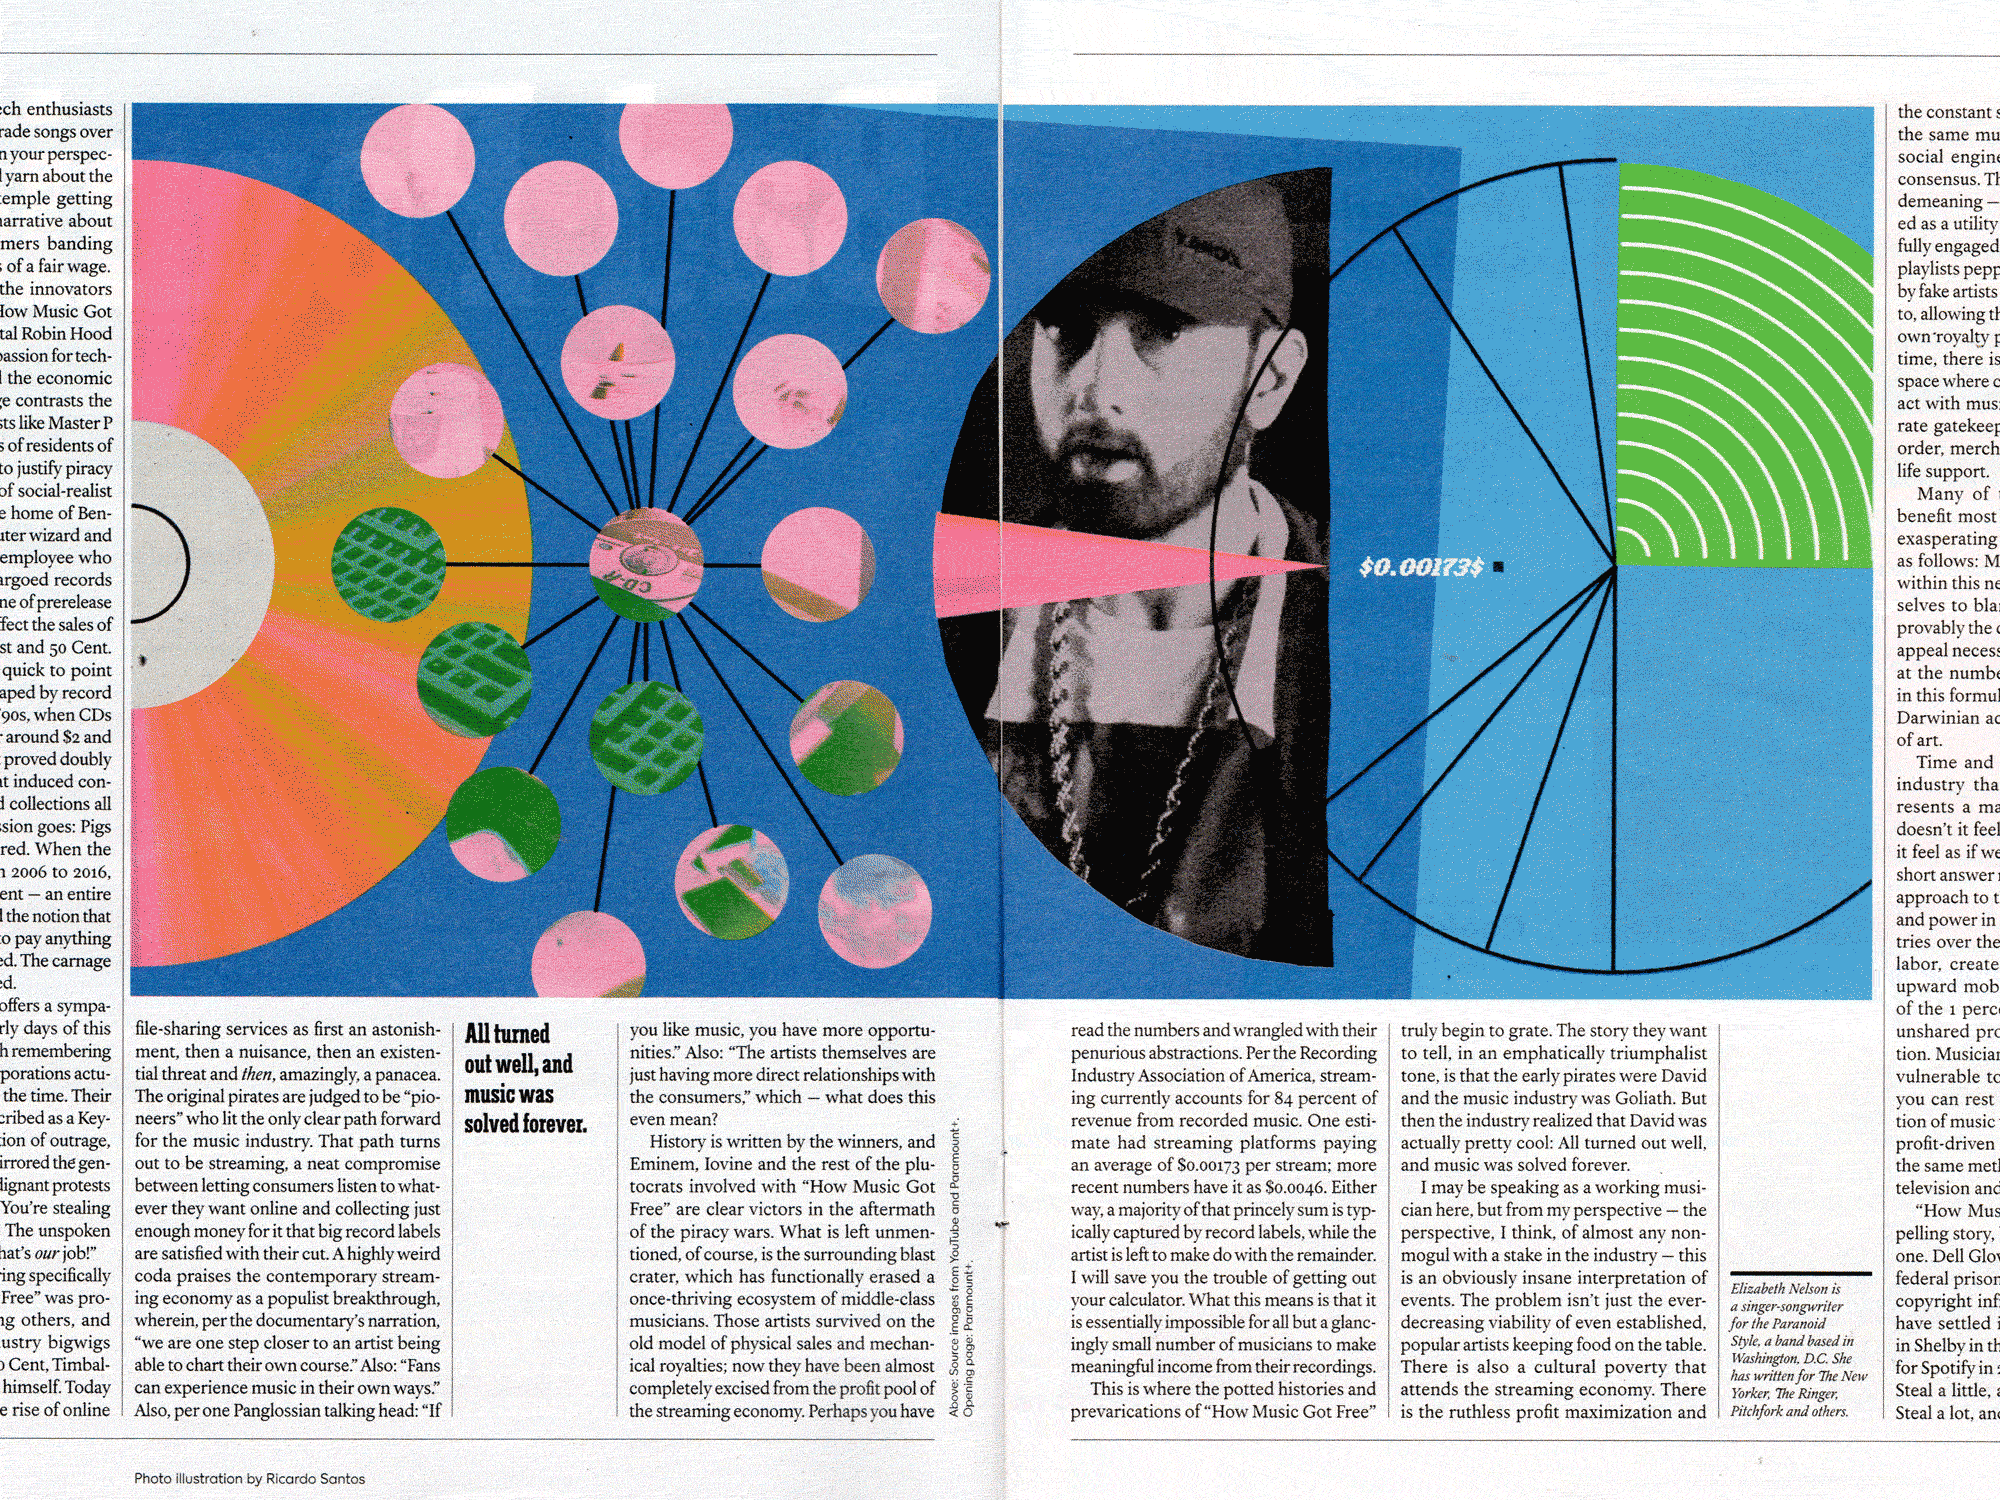 ech enthusiasts
rade songs over
n your perspec-
l yarn about the
temple getting
narrative about
mers banding
s of a fair wage.
the innovators
How Music Got
tal Robin Hood
passion for tech-
l the economic
ge contrasts the
sts like Master P
s of residents of
to justify piracy
of social-realist
e home of Ben-
uter wizard and
employee who
argoed records
ne of prerelease
ffect the sales of
st and 50 Cent.
quick to point
aped by record
’90s, when CDs
r around $2 and
t proved doubly
at induced con-
d collections all
ssion goes: Pigs
red. When the
n 2006 to 2016,
ent — an entire
d the notion that
to pay anything
ed. The carnage
ed.
offers a sympa-
rly days of this
h remembering
porations actu-
the time. Their
cribed as a Key-
tion of outrage,
irrored the gen-
dignant protests
You’re stealing
The unspoken
hat’s our job!”
ring specifically
Free” was pro-
ng others, and
ustry bigwigs
o Cent, Timbal-
himself. Today
e rise of online
CD-R
$0.00173$
file-sharing services as first an astonish-
ment, then a nuisance, then an existen-
tial threat and then, amazingly, a panacea.
The original pirates are judged to be “pio-
neers” who lit the only clear path forward
for the music industry. That path turns
out to be streaming, a neat compromise
between letting consumers listen to what-
ever they want online and collecting just
enough money for it that big record labels
are satisfied with their cut. A highly weird
coda praises the contemporary stream-
ing economy as a populist breakthrough,
wherein, per the documentary’s narration,
“we are one step closer to an artist being
able to chart their own course.” Also: “Fans
can experience music in their own ways.”
Also, per one Panglossian talking head: “If
All turned
out well, and
music was
solved forever.
you like music, you have more opportu-
nities.” Also: “The artists themselves are
just having more direct relationships with
the consumers,” which — what does this
even mean?
History is written by the winners, and
Eminem, Iovine and the rest of the plu-
tocrats involved with “How Music Got
Free” are clear victors in the aftermath
of the piracy wars. What is left unmen-
tioned, of course, is the surrounding blast
crater, which has functionally erased a
once-thriving ecosystem of middle-class
musicians. Those artists survived on the
old model of physical sales and mechan-
ical royalties; now they have been almost
completely excised from the profit pool of
the streaming economy. Perhaps you have
Above: Source images from YouTube and Paramount+.
Opening page: Paramount+.
read the numbers and wrangled with their
penurious abstractions. Per the Recording
Industry Association of America, stream-
ing currently accounts for 84 percent of
revenue from recorded music. One esti-
mate had streaming platforms paying
an average of $0.00173 per stream; more
recent numbers have it as $0.0046. Either
way, a majority of that princely sum is typ-
ically captured by record labels, while the
artist is left to make do with the remainder.
I will save you the trouble of getting out
your calculator. What this means is that it
is essentially impossible for all but a glanc-
ingly small number of musicians to make
meaningful income from their recordings.
This is where the potted histories and
prevarications of “How Music Got Free”
truly begin to grate. The story they want
to tell, in an emphatically triumphalist
tone, is that the early pirates were David
and the music industry was Goliath. But
then the industry realized that David was
actually pretty cool: All turned out well,
and music was solved forever.
I may be speaking as a working musi-
cian here, but from my perspective — the
perspective, I think, of almost any non-
mogul with a stake in the industry — this
is an obviously insane interpretation of
events. The problem isn’t just the ever-
decreasing viability of even established,
popular artists keeping food on the table.
There is also a cultural poverty that
attends the streaming economy. There
is the ruthless profit maximization and
Elizabeth Nelson is
a singer-songwriter
for the Paranoid
Style, a band based in
Washington, D.C. She
has written for The New
Yorker, The Ringer,
Pitchfork and others.
the constant s
the same mu
social engine
consensus. Th
demeaning —
ed as a utility
fully engaged
playlists pepp
by fake artists
to, allowing th
own royalty p
time, there is
space where c
act with musi
rate gatekeep
order, merch
life support.
Many of t
benefit most
exasperating
as follows: M
within this ne
selves to blar
provably the c
appeal necess
at the numbe
in this formul
Darwinian ac
of art.
Time and
industry tha
resents a ma
doesn’t it feel
it feel as if we
short answer r
approach to t
and power in
tries over the
labor, create
upward mob
of the 1 perce
unshared pro
tion. Musician
vulnerable to
you can rest
tion of music
profit-driven
the same meth
television and
“How Mus
pelling story,
one. Dell Glov
federal prison
copyright infi
have settled i
in Shelby in th
for Spotify in
Steal a little, a
Steal a lot, and
Photo illustration by Ricardo Santos